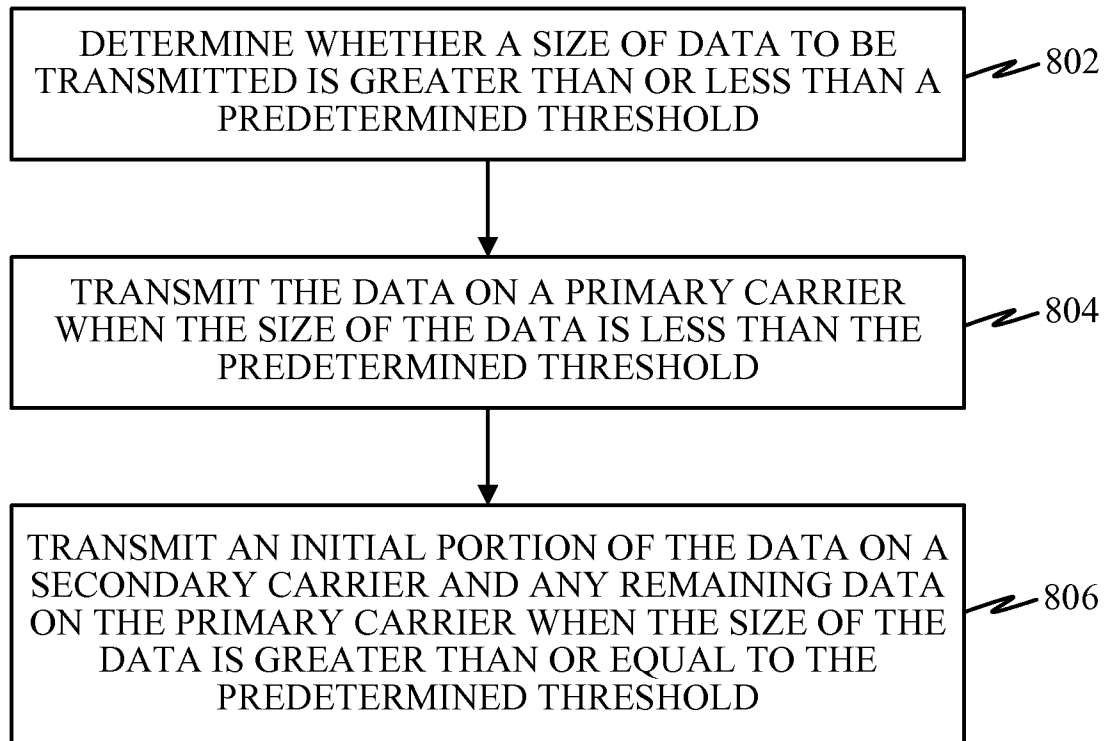 DETERMINE WHETHER A SIZE OF DATA TO BE
TRANSMITTED IS GREATER THAN OR LESS THAN A
PREDETERMINED THRESHOLD
802
TRANSMIT THE DATA ON A PRIMARY CARRIER
WHEN THE SIZE OF THE DATA IS LESS THAN THE
PREDETERMINED THRESHOLD
804
TRANSMIT AN INITIAL PORTION OF THE DATA ON A
SECONDARY CARRIER AND ANY REMAINING DATA
ON THE PRIMARY CARRIER WHEN THE SIZE OF THE
DATA IS GREATER THAN OR EQUAL TO THE
PREDETERMINED THRESHOLD
806